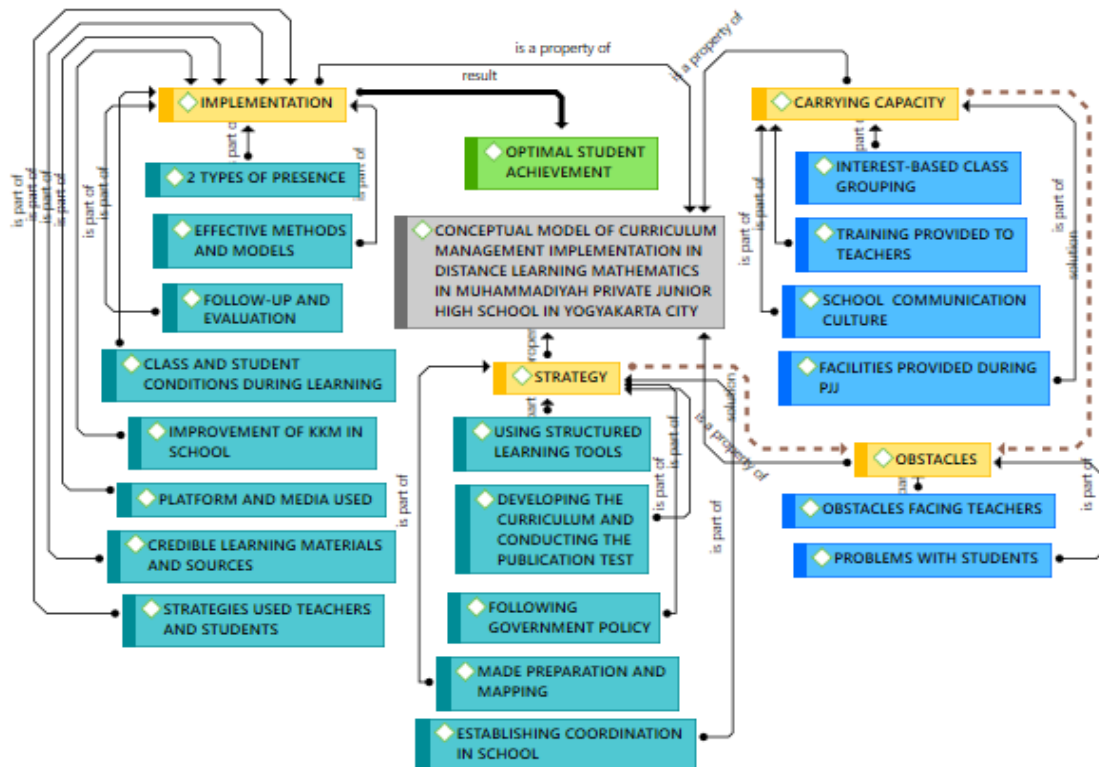 is a property of
is a property of
result
IMPLEMENTATION
CARRYING CAPACITY
is part of
is part of
is part of
is part of
is part of
is part of
is part of
is part of
2 TYPES OF PRESENCE
EFFECTIVE METHODS
AND MODELS
FOLLOW-UP AND
EVALUATION
CLASS AND STUDENT
CONDITIONS DURING LEARNING
IMPROVEMENT OF KKM IN
SCHOOL
PLATFORM AND MEDIA USED
CREDIBLE LEARNING MATERIALS
AND SOURCES
STRATEGIES USED TEACHERS
AND STUDENTS
OPTIMAL STUDENT
ACHIEVEMENT
CONCEPTUAL MODEL OF CURRICULUM
MANAGEMENT IMPLEMENTATION IN
DISTANCE LEARNING MATHEMATICS
IN MUHAMMADIYAH PRIVATE JUNIOR
HIGH SCHOOL IN YOGYAKARTA CITY
STRATEGY
is part of
is part of
is part of
is part of
solution
is a property of
USING STRUCTURED
LEARNING TOOLS
DEVELOPING THE
CURRICULUM AND
CONDUCTING THE
PUBLICATION TEST
FOLLOWING
GOVERNMENT POLICY
MADE PREPARATION AND
MAPPING
ESTABLISHING COORDINATION
IN SCHOOL
is part of
is part of
is part of
solution
INTEREST-BASED CLASS
GROUPING
TRAINING PROVIDED TO
TEACHERS
SCHOOL COMMUNICATION
CULTURE
FACILITIES PROVIDED DURING
PJJ
OBSTACLES
is part of
OBSTACLES FACING TEACHERS
PROBLEMS WITH STUDENTS